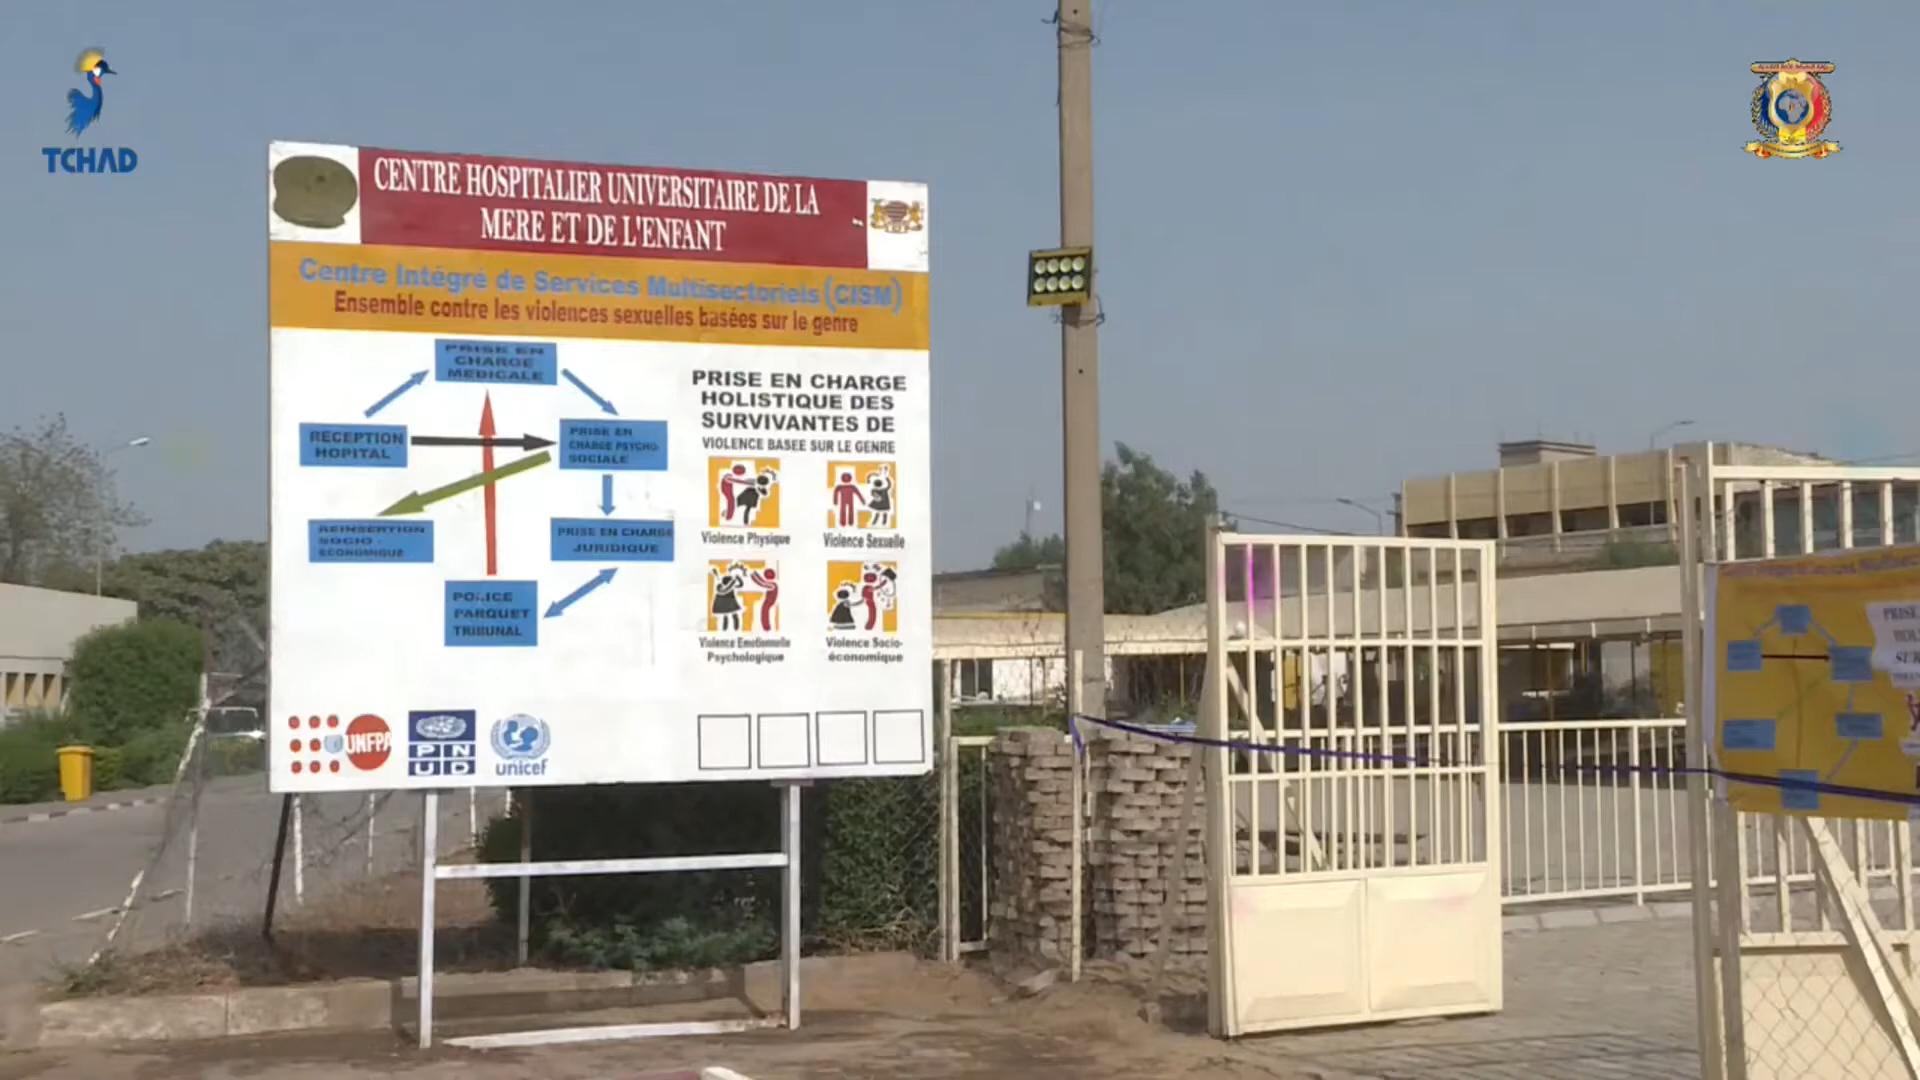 TCHAD
CENTRE HOSPITALIER UNIVERSITAIRE DE LA
MERE ET DE L'ENFANT
Centre Intégré de Services Multisectoriels (CISM)
Ensemble contre les violences sexuelles basées sur le genre
PRISE EN
CHARGE
MEDICALE
RECEPTION
HOPITAL
PRISE EN
CHARGE PSYCHO-
SOCIALE
REINSERTION
SOCIO -
ECONOMIQUE
PRISE EN CHARGE
JURIDIQUE
POLICE
PARQUET
TRIBUNAL
PRISE EN CHARGE
HOLISTIQUE DES
SURVIVANTES DE
VIOLENCE BASEE SUR LE GENRE
Violence Physique
Violence Sexuelle
Violence Emotionnelle
Psychologique
Violence Socio-
économique
UNFPA
PN
UD
unicef